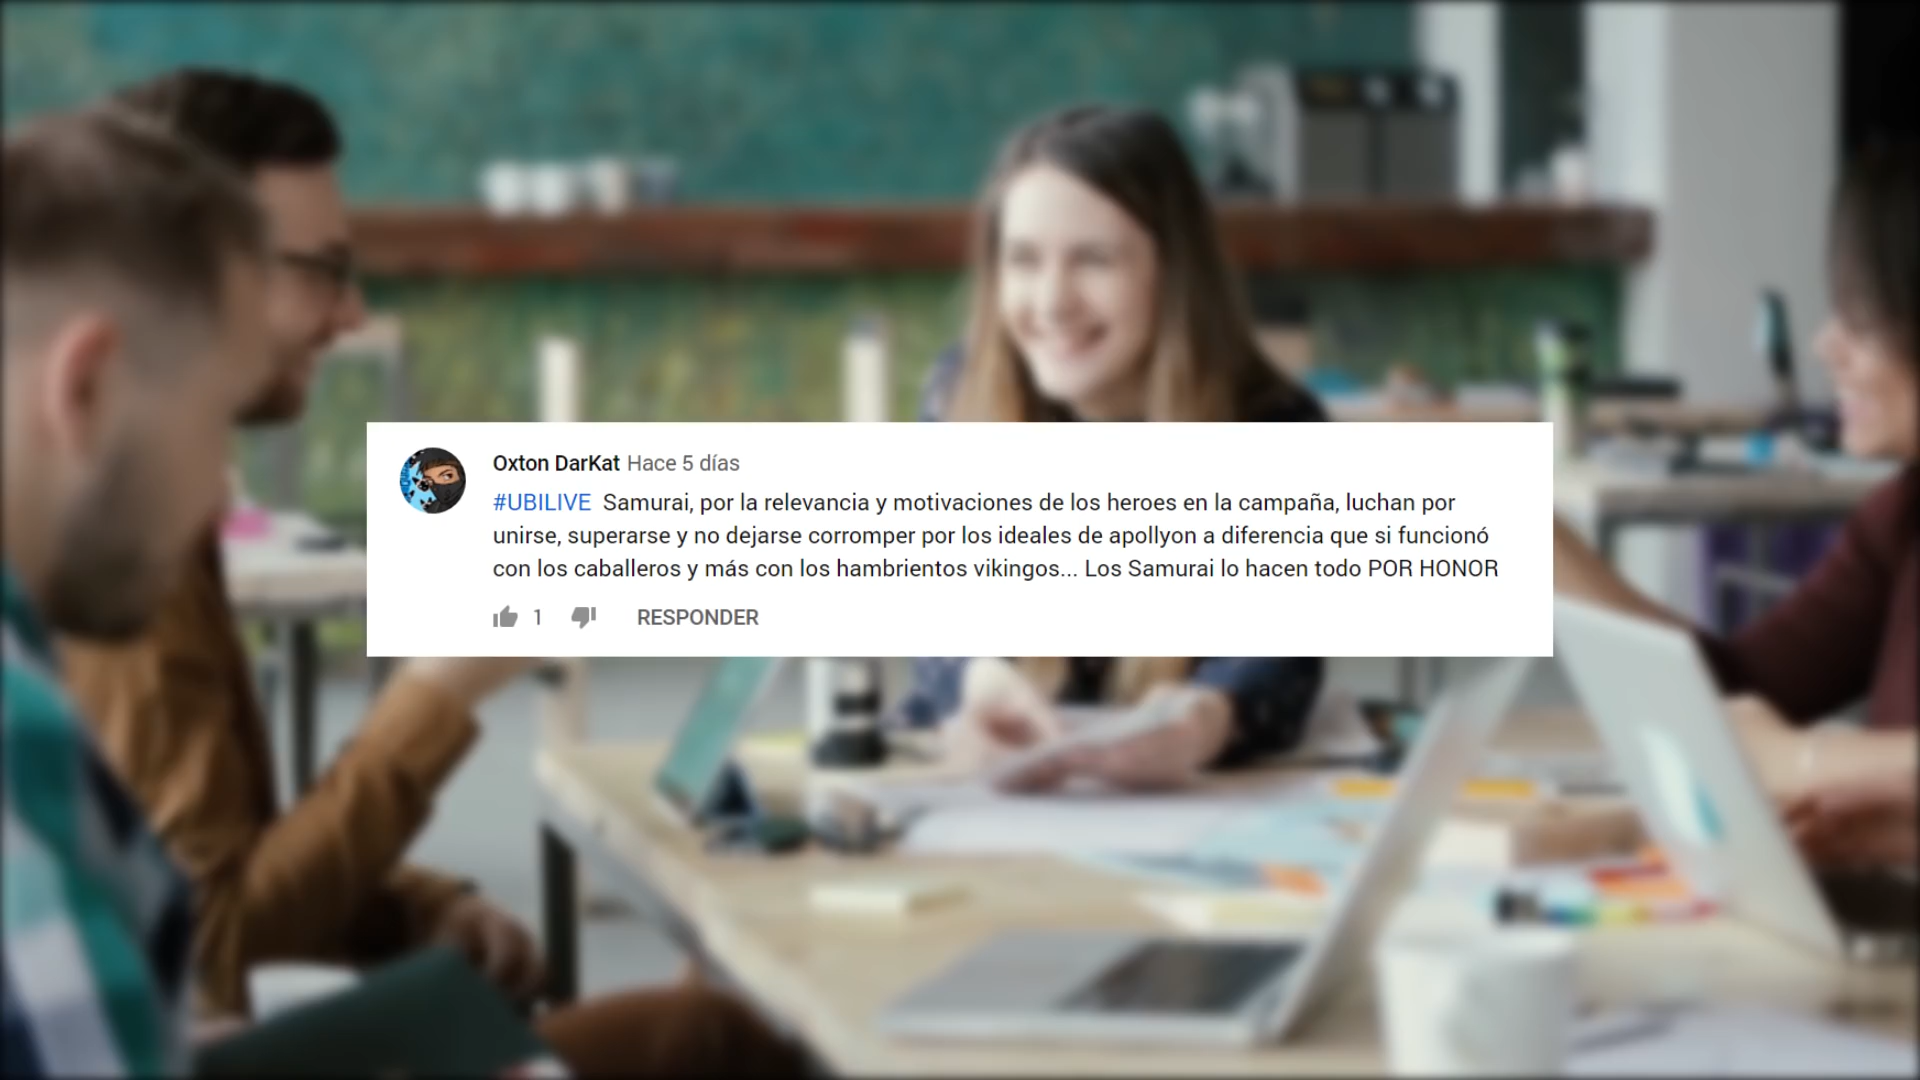 Oxton DarKat Hace 5 días
#UBILIVE Samurai, por la relevancia y motivaciones de los heroes en la campaña, luchan por
unirse, superarse y no dejarse corromper por los ideales de apollyon a diferencia que si funcionó
con los caballeros y más con los hambrientos vikingos... Los Samurai lo hacen todo POR HONOR
1 RESPONDER